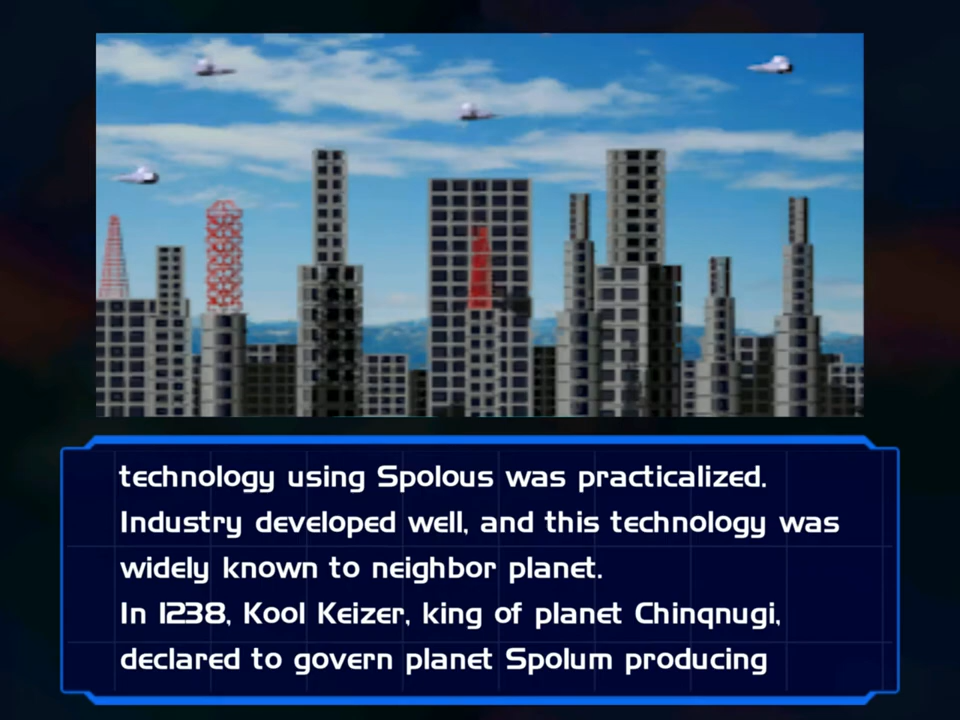 technology using Spolous was practicalized.
Industry developed well, and this technology was
widely known to neighbor planet.
In 1238, Kool Keizer, king of planet Chinqnugi,
declared to govern planet Spolum producing